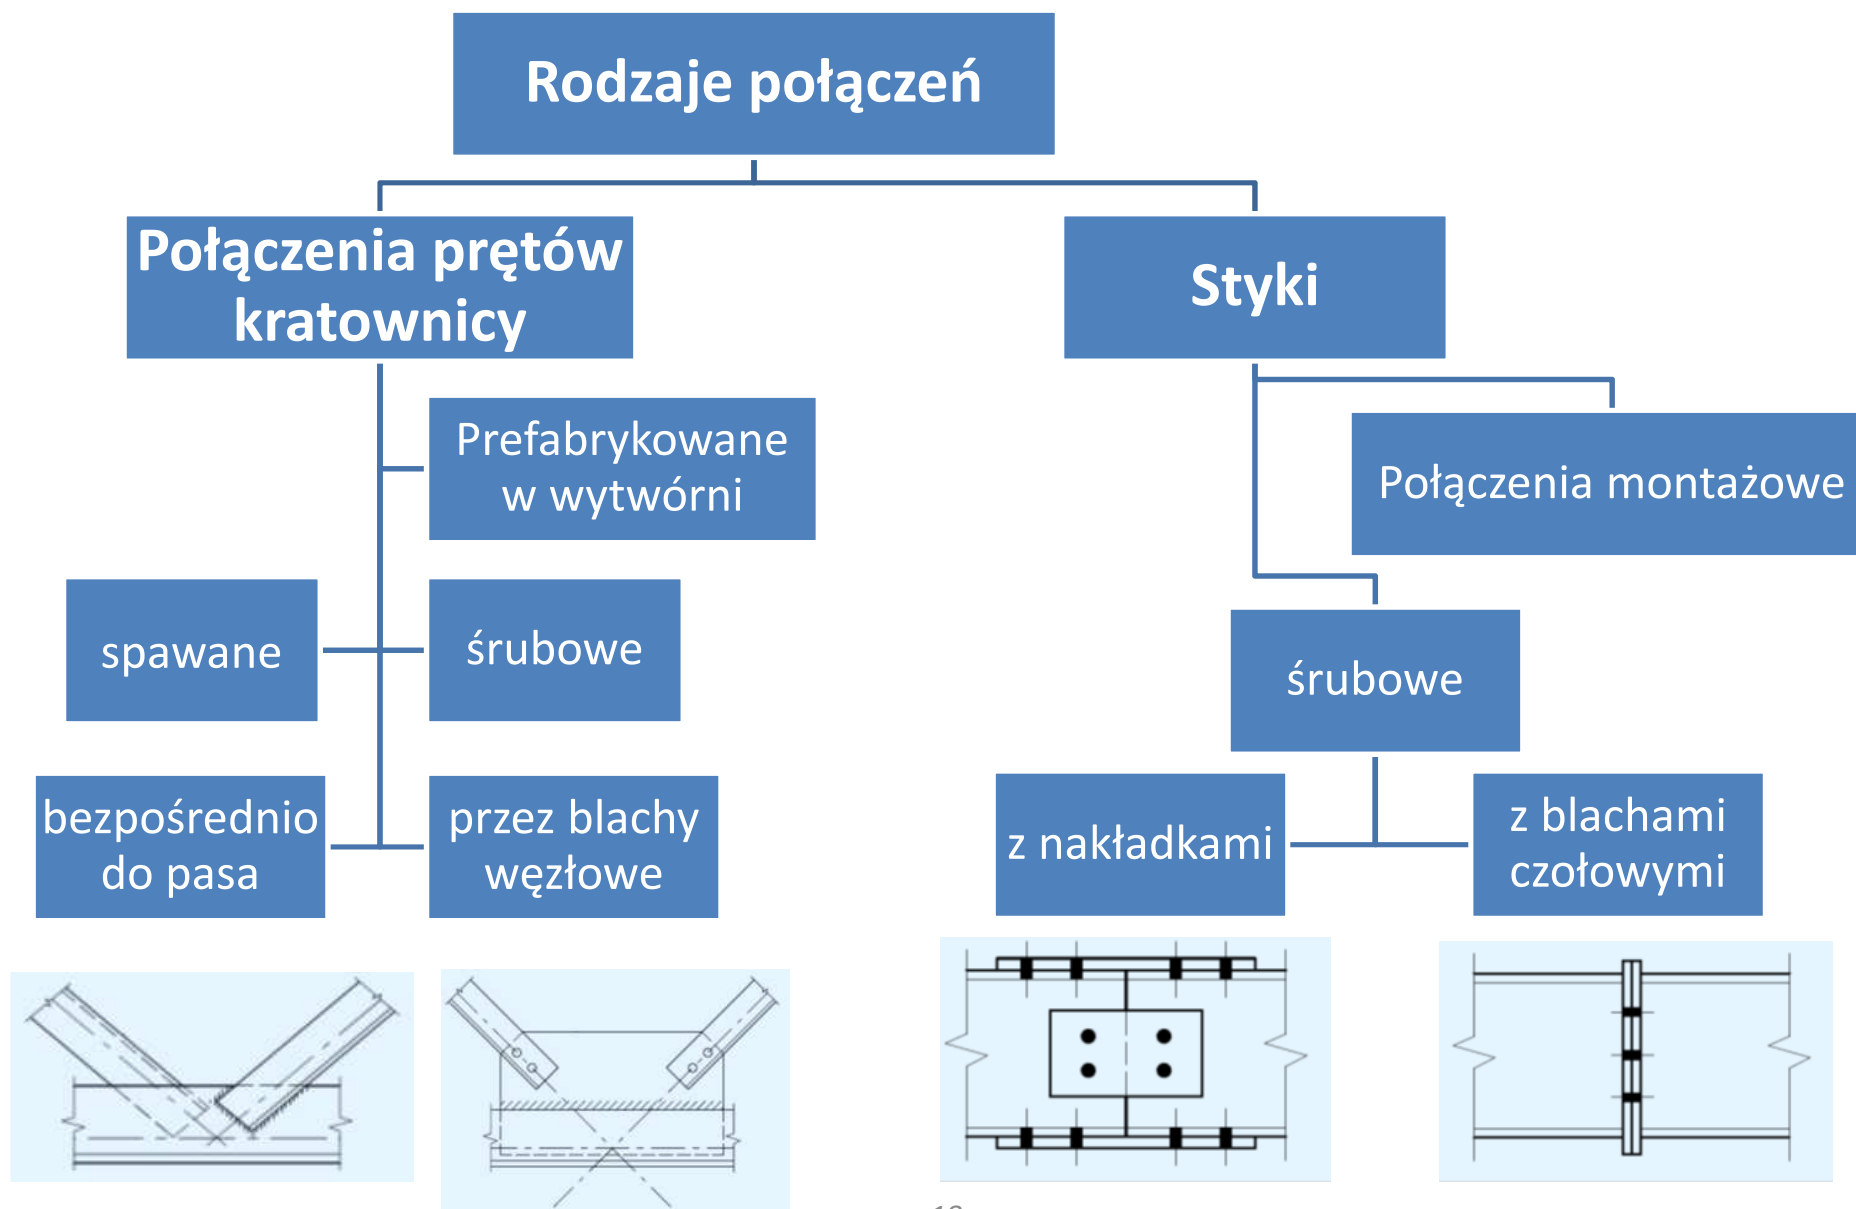 Rodzaje połączeń
Połączenia prętów
kratownicy
Styki
Prefabrykowane
w wytwórni
Połączenia montażowe
spawane
śrubowe
śrubowe
bezpośrednio
do pasa
przez blachy
węzłowe
z nakładkami
z blachami
czołowymi